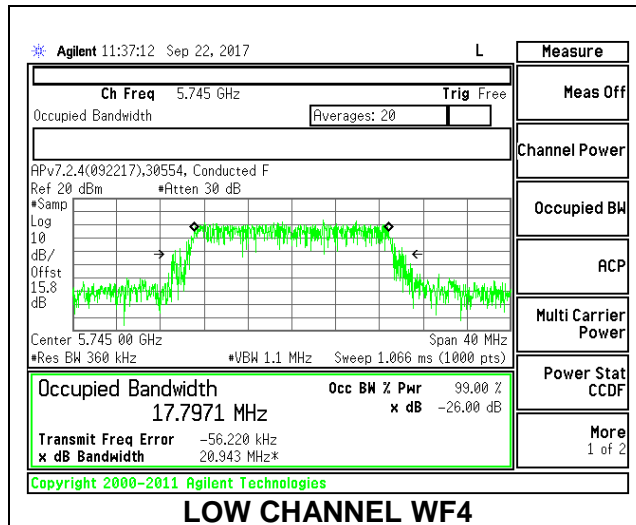 Agilent 11:37:12 Sep 22, 2017 L
Measure
Ch Freq 5.745 GHz Trig Free
Meas Off
Occupied Bandwidth Averages: 20
Channel Power
APv7.2.4(092217),30554, Conducted F
Ref 20 dBm #Atten 30 dB
#Samp
Log
10
dB/
Offst
15.8
dB
Occupied BW
ACP
Multi Carrier
Power
Center 5.745 00 GHz Span 40 MHz
#Res BW 360 kHz #VBW 1.1 MHz Sweep 1.066 ms (1000 pts)
Power Stat
CCDF
Occupied Bandwidth Occ BW % Pwr 99.00 %
17.7971 MHz x dB -26.00 dB
Transmit Freq Error -56.220 kHz
x dB Bandwidth 20.943 MHz*
More
1 of 2
Copyright 2000-2011 Agilent Technologies
LOW CHANNEL WF4